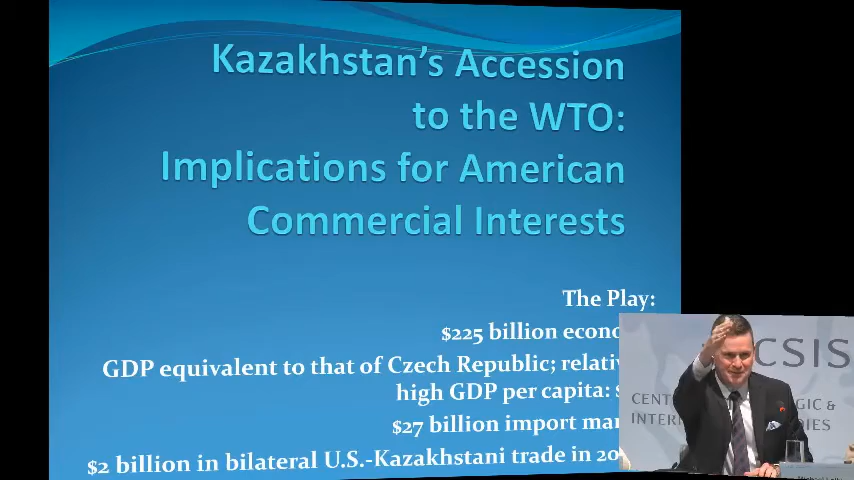 Kazakhstan's Accession
to the WTO:
Implications for American
Commercial Interests
The Play:
$225 billion econo
GDP equivalent to that of Czech Republic; relativ
high GDP per capita:
$27 billion import mar
$2 billion in bilateral U.S.-Kazakhstani trade in 20
CSIS
CENT GIC &
INTER DIES